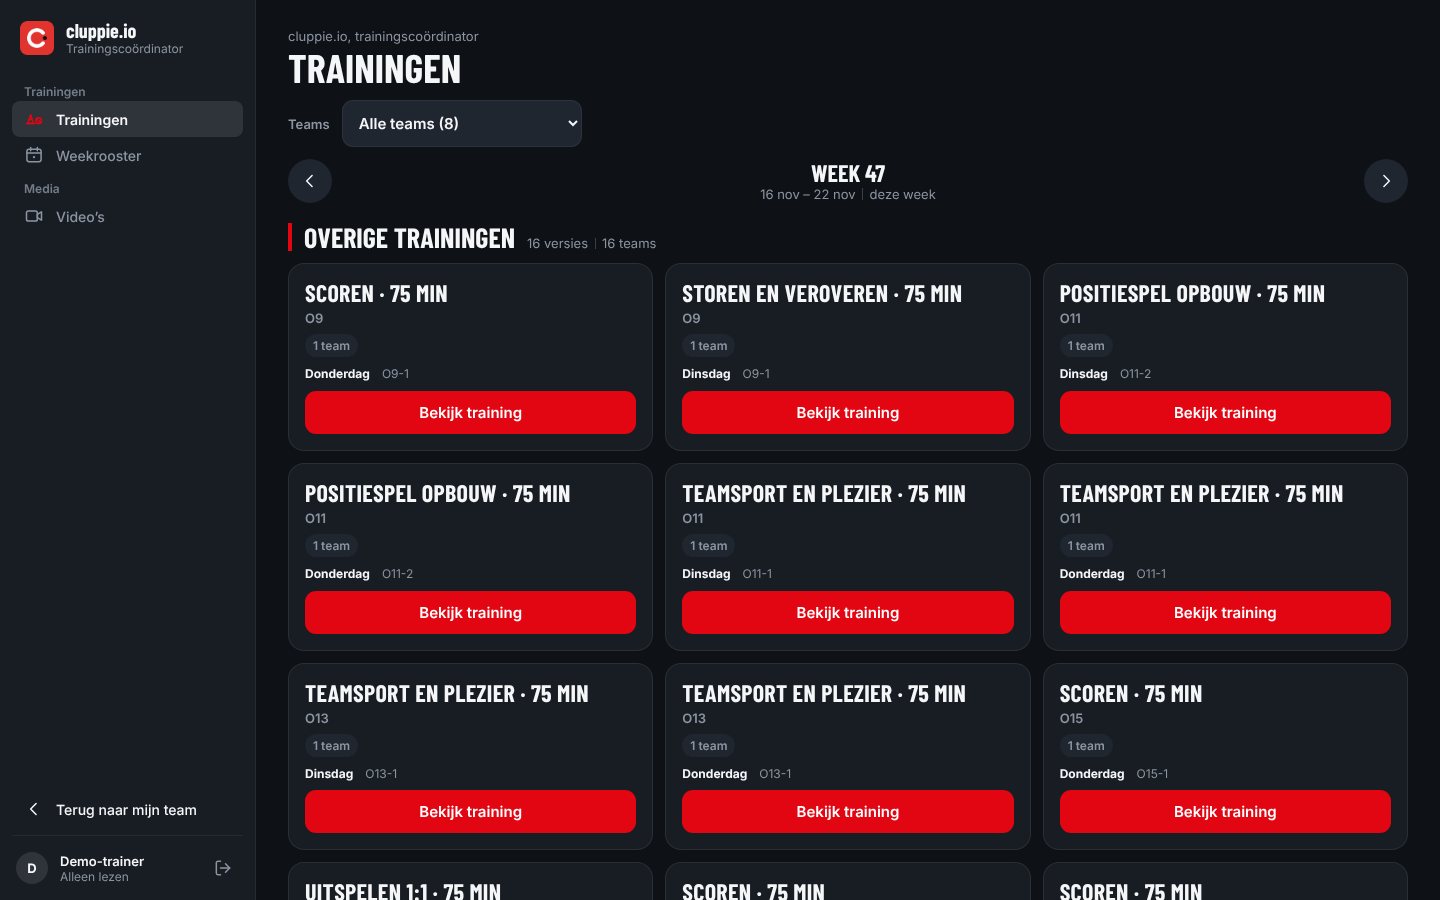 cluppie.io
Trainingscoördinator
Trainingen
Trainingen
Weekrooster
Media
Video's
Terug naar mijn team
D
Demo-trainer
Alleen lezen
cluppie.io, trainingscoördinator
TRAININGEN
Teams
Alle teams (8)
WEEK 47
16 nov – 22 nov | deze week
OVERIGE TRAININGEN 16 versies | 16 teams
SCOREN · 75 MIN
O9
1 team
Donderdag O9-1
Bekijk training
STOREN EN VEROVEREN · 75 MIN
O9
1 team
Dinsdag O9-1
Bekijk training
POSITIESPEL OPBOUW · 75 MIN
O11
1 team
Dinsdag O11-2
Bekijk training
POSITIESPEL OPBOUW · 75 MIN
O11
1 team
Donderdag O11-2
Bekijk training
TEAMSPORT EN PLEZIER · 75 MIN
O11
1 team
Dinsdag O11-1
Bekijk training
TEAMSPORT EN PLEZIER · 75 MIN
O11
1 team
Donderdag O11-1
Bekijk training
TEAMSPORT EN PLEZIER · 75 MIN
O13
1 team
Dinsdag O13-1
Bekijk training
TEAMSPORT EN PLEZIER · 75 MIN
O13
1 team
Donderdag O13-1
Bekijk training
SCOREN · 75 MIN
O15
1 team
Donderdag O15-1
Bekijk training
UITSPELEN 1:1 · 75 MIN
SCOREN · 75 MIN
SCOREN · 75 MIN